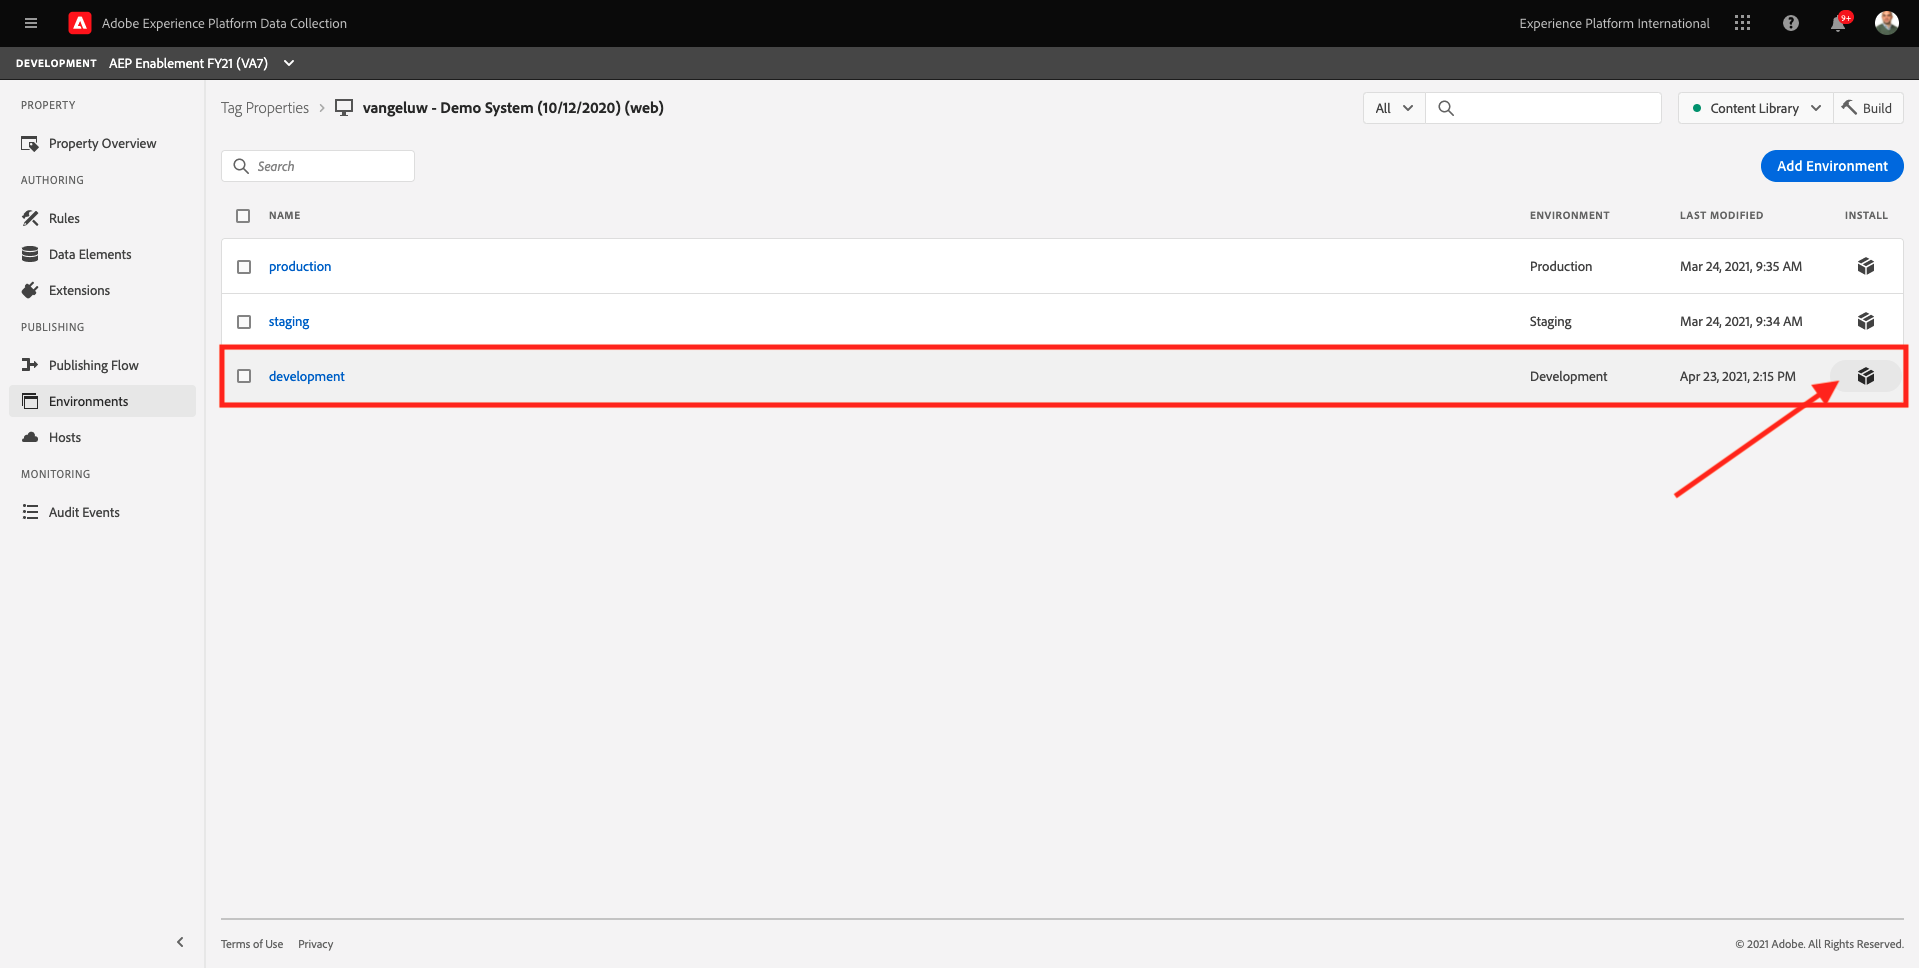 Adobe Experience Platform Data Collection
Experience Platform International
9+
DEVELOPMENT AEP Enablement FY21 (VA7)
PROPERTY
Property Overview
AUTHORING
Rules
Data Elements
Extensions
PUBLISHING
Publishing Flow
Environments
Hosts
MONITORING
Audit Events
Tag Properties > vangeluw - Demo System (10/12/2020) (web)
All
Content Library
Build
Search
Add Environment
NAME ENVIRONMENT LAST MODIFIED INSTALL
production Production Mar 24, 2021, 9:35 AM
staging Staging Mar 24, 2021, 9:34 AM
development Development Apr 23, 2021, 2:15 PM
Terms of Use Privacy
© 2021 Adobe. All Rights Reserved.